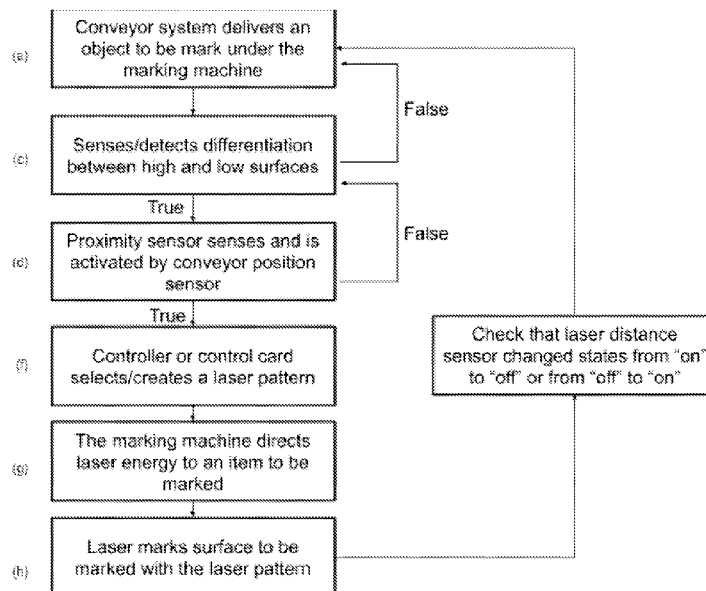 (a)
Conveyor system delivers an
object to be mark under the
marking machine
False
(c)
Senses/detects differentiation
between high and low surfaces
True
False
(d)
Proximity sensor senses and is
activated by conveyor position
sensor
True
(f)
Controller or control card
selects/creates a laser pattern
Check that laser distance
sensor changed states from “on”
to “off” or from “off” to “on”
(g)
The marking machine directs
laser energy to an item to be
marked
(h)
Laser marks surface to be
marked with the laser pattern